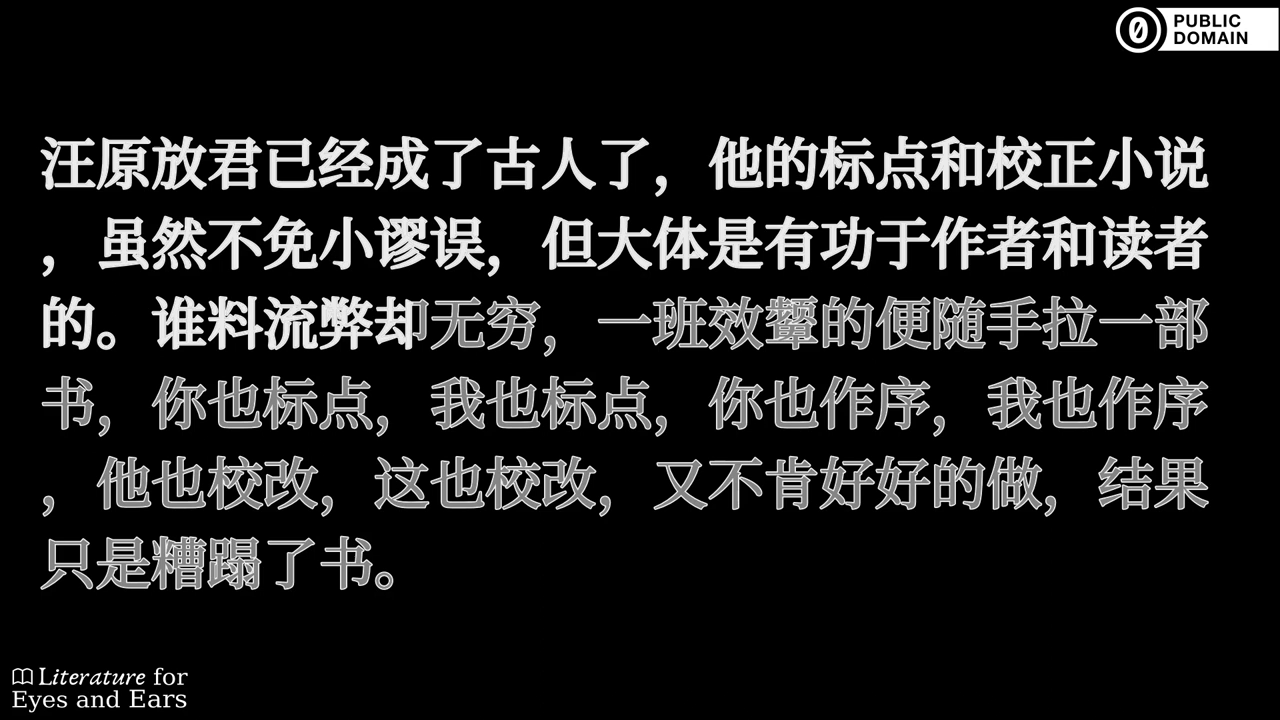 PUBLIC
DOMAIN
汪原放君已经成了古人了，他的标点和校正小说
，虽然不免小谬误，但大体是有功于作者和读者
的。谁料流弊却无穷，一班效颦的便随手拉一部
书，你也标点，我也标点，你也作序，我也作序
，他也校改，这也校改，又不肯好好的做，结果
只是糟蹋了书。
Literature for
Eyes and Ears